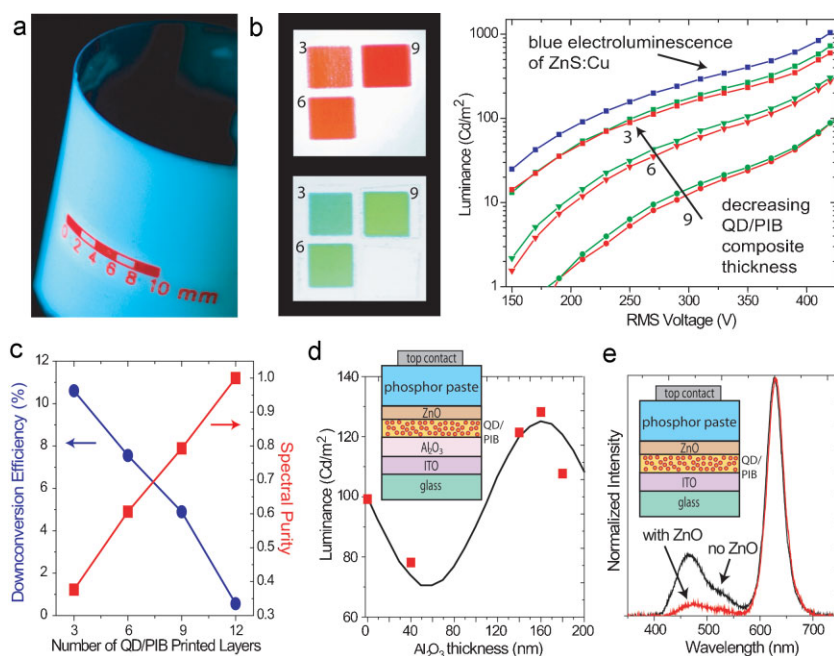 a
0 2 4 6 8 10 mm
b
3
9
6
3
9
6
Luminance (Cd/m²)
1000
100
10
1
blue electroluminescence
of ZnS:Cu
3
6
9
decreasing
QD/PIB
composite
thickness
150 200 250 300 350 400
RMS Voltage (V)
c
Downconversion Efficiency (%)
12
10
8
6
4
2
0
Spectral Purity
1.0
0.9
0.8
0.7
0.6
0.5
0.4
0.3
3 6 9 12
Number of QD/PIB Printed Layers
d
Luminance (Cd/m²)
140
120
100
80
60
top contact
phosphor paste
ZnO
QD/
PIB
Al₂O₃
ITO
glass
0 40 80 120 160 200
Al₂O₃ thickness (nm)
e
Normalized Intensity
top contact
phosphor paste
ZnO
QD/
PIB
ITO
glass
with ZnO
no ZnO
400 500 600 700
Wavelength (nm)